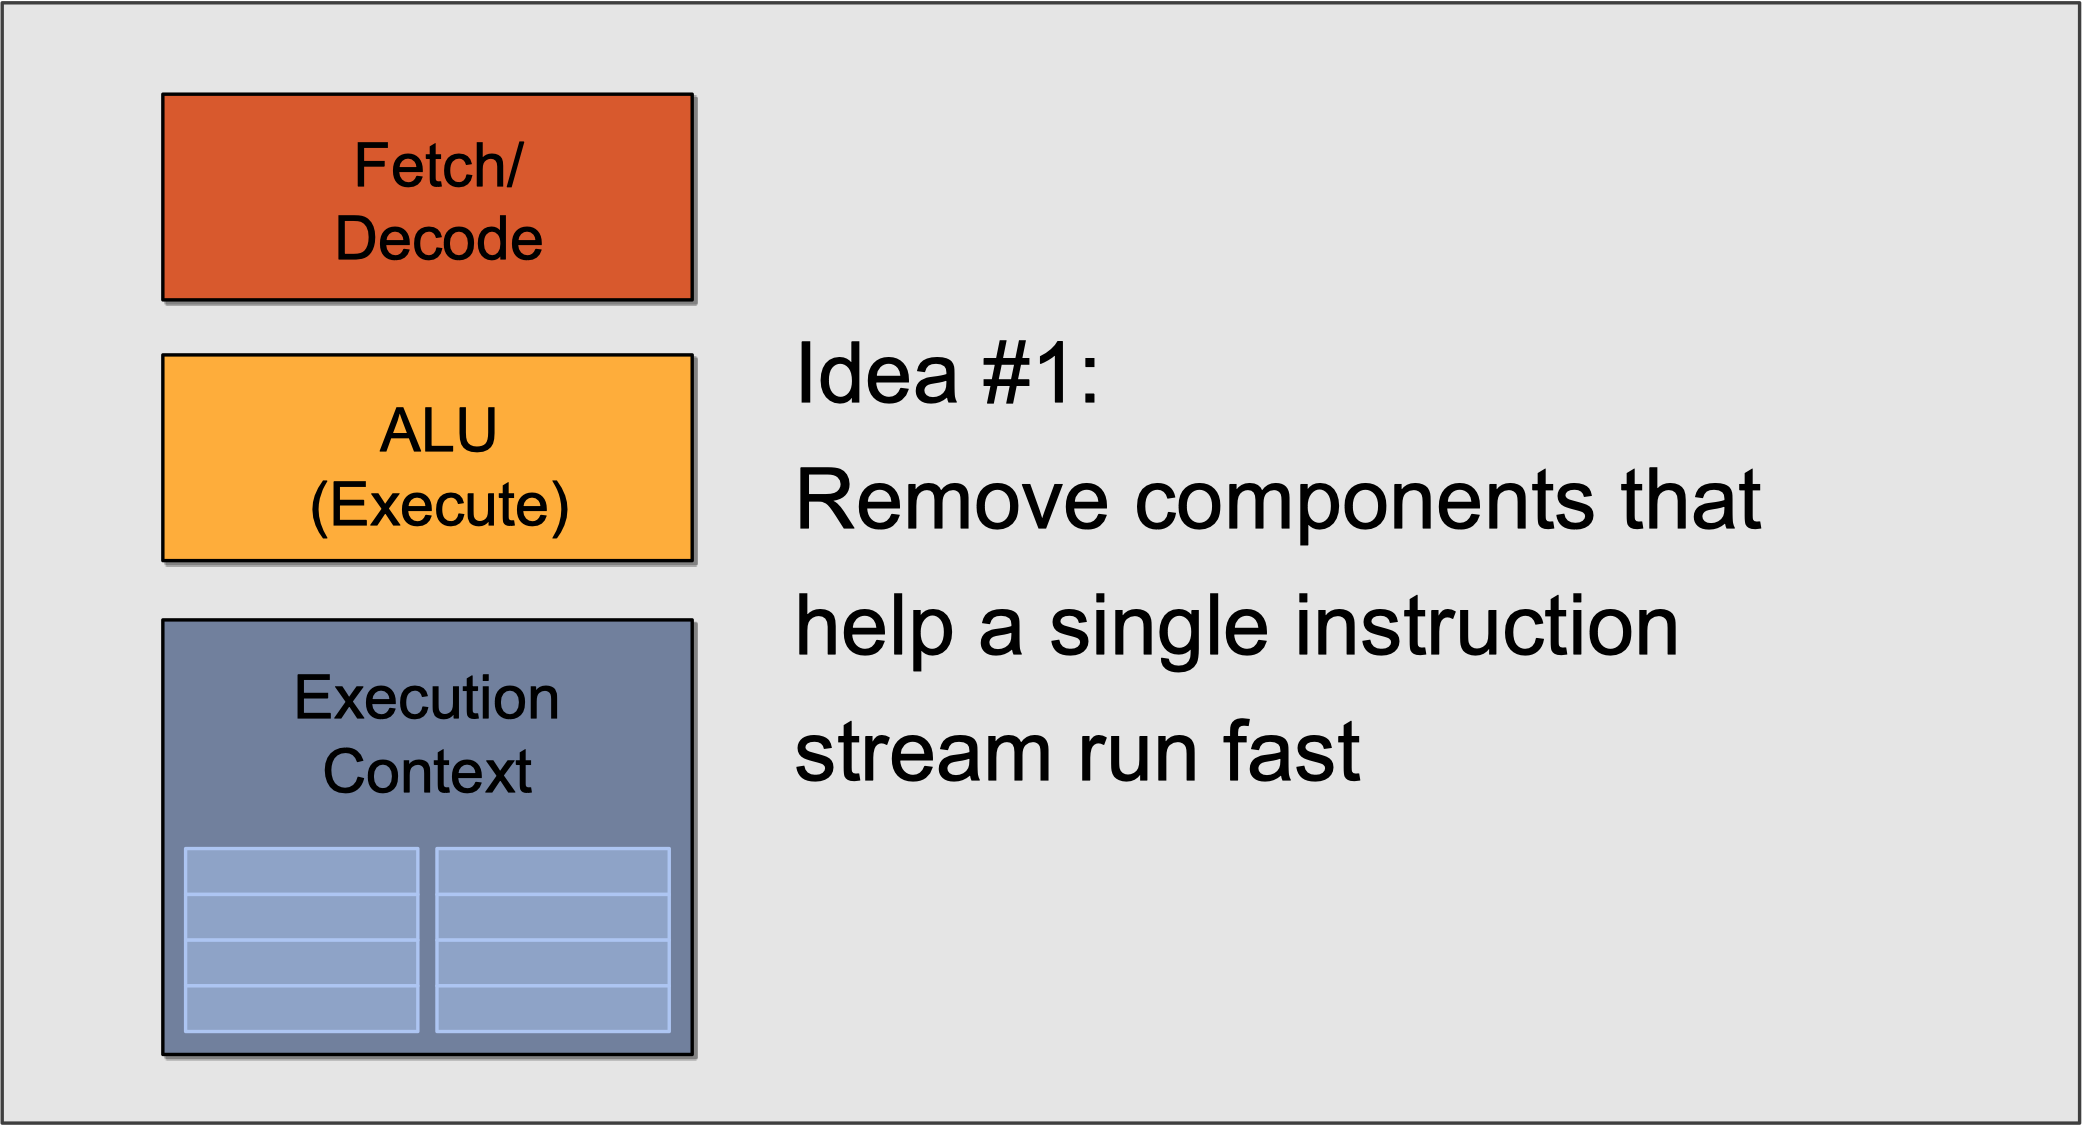 Fetch/
Decode
ALU
(Execute)
Execution
Context
Idea #1:
Remove components that
help a single instruction
stream run fast